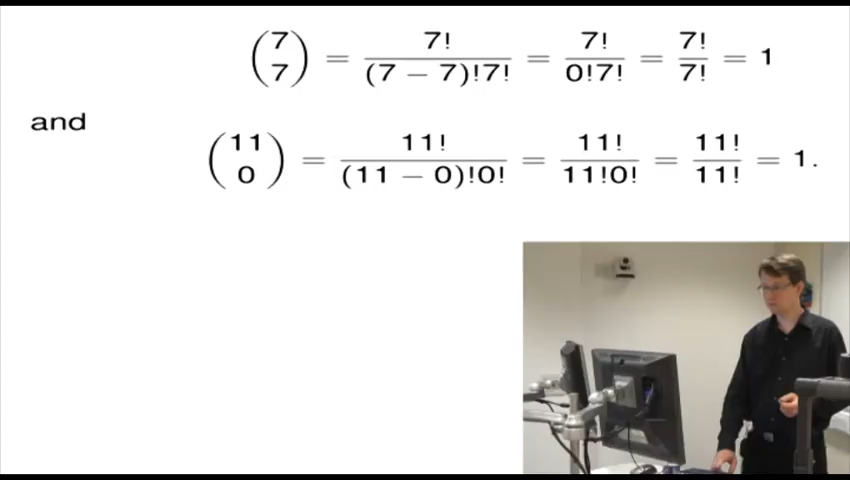 (7 7) = 7! / (7 − 7)!7! = 7! / 0!7! = 7! / 7! = 1
and
(11 0) = 11! / (11 − 0)!0! = 11! / 11!0! = 11! / 11! = 1.